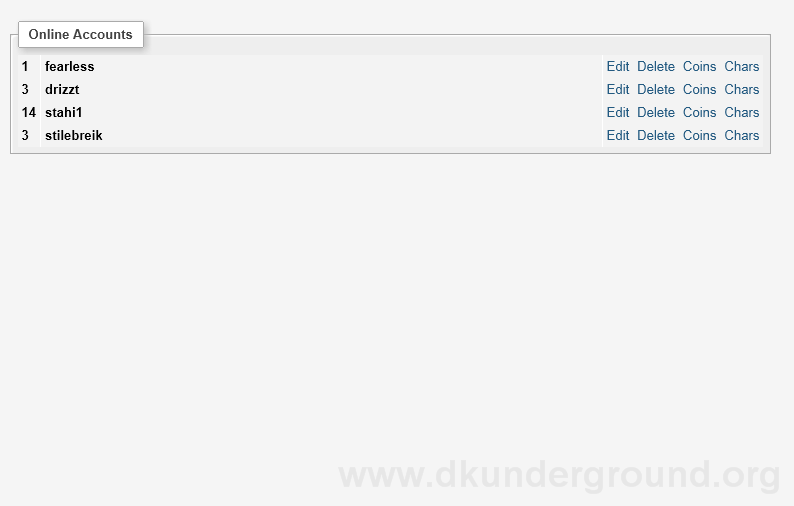 Online Accounts
1 fearless Edit Delete Coins Chars
3 drizzt Edit Delete Coins Chars
14 stahi1 Edit Delete Coins Chars
3 stilebreik Edit Delete Coins Chars
www.dkunderground.org